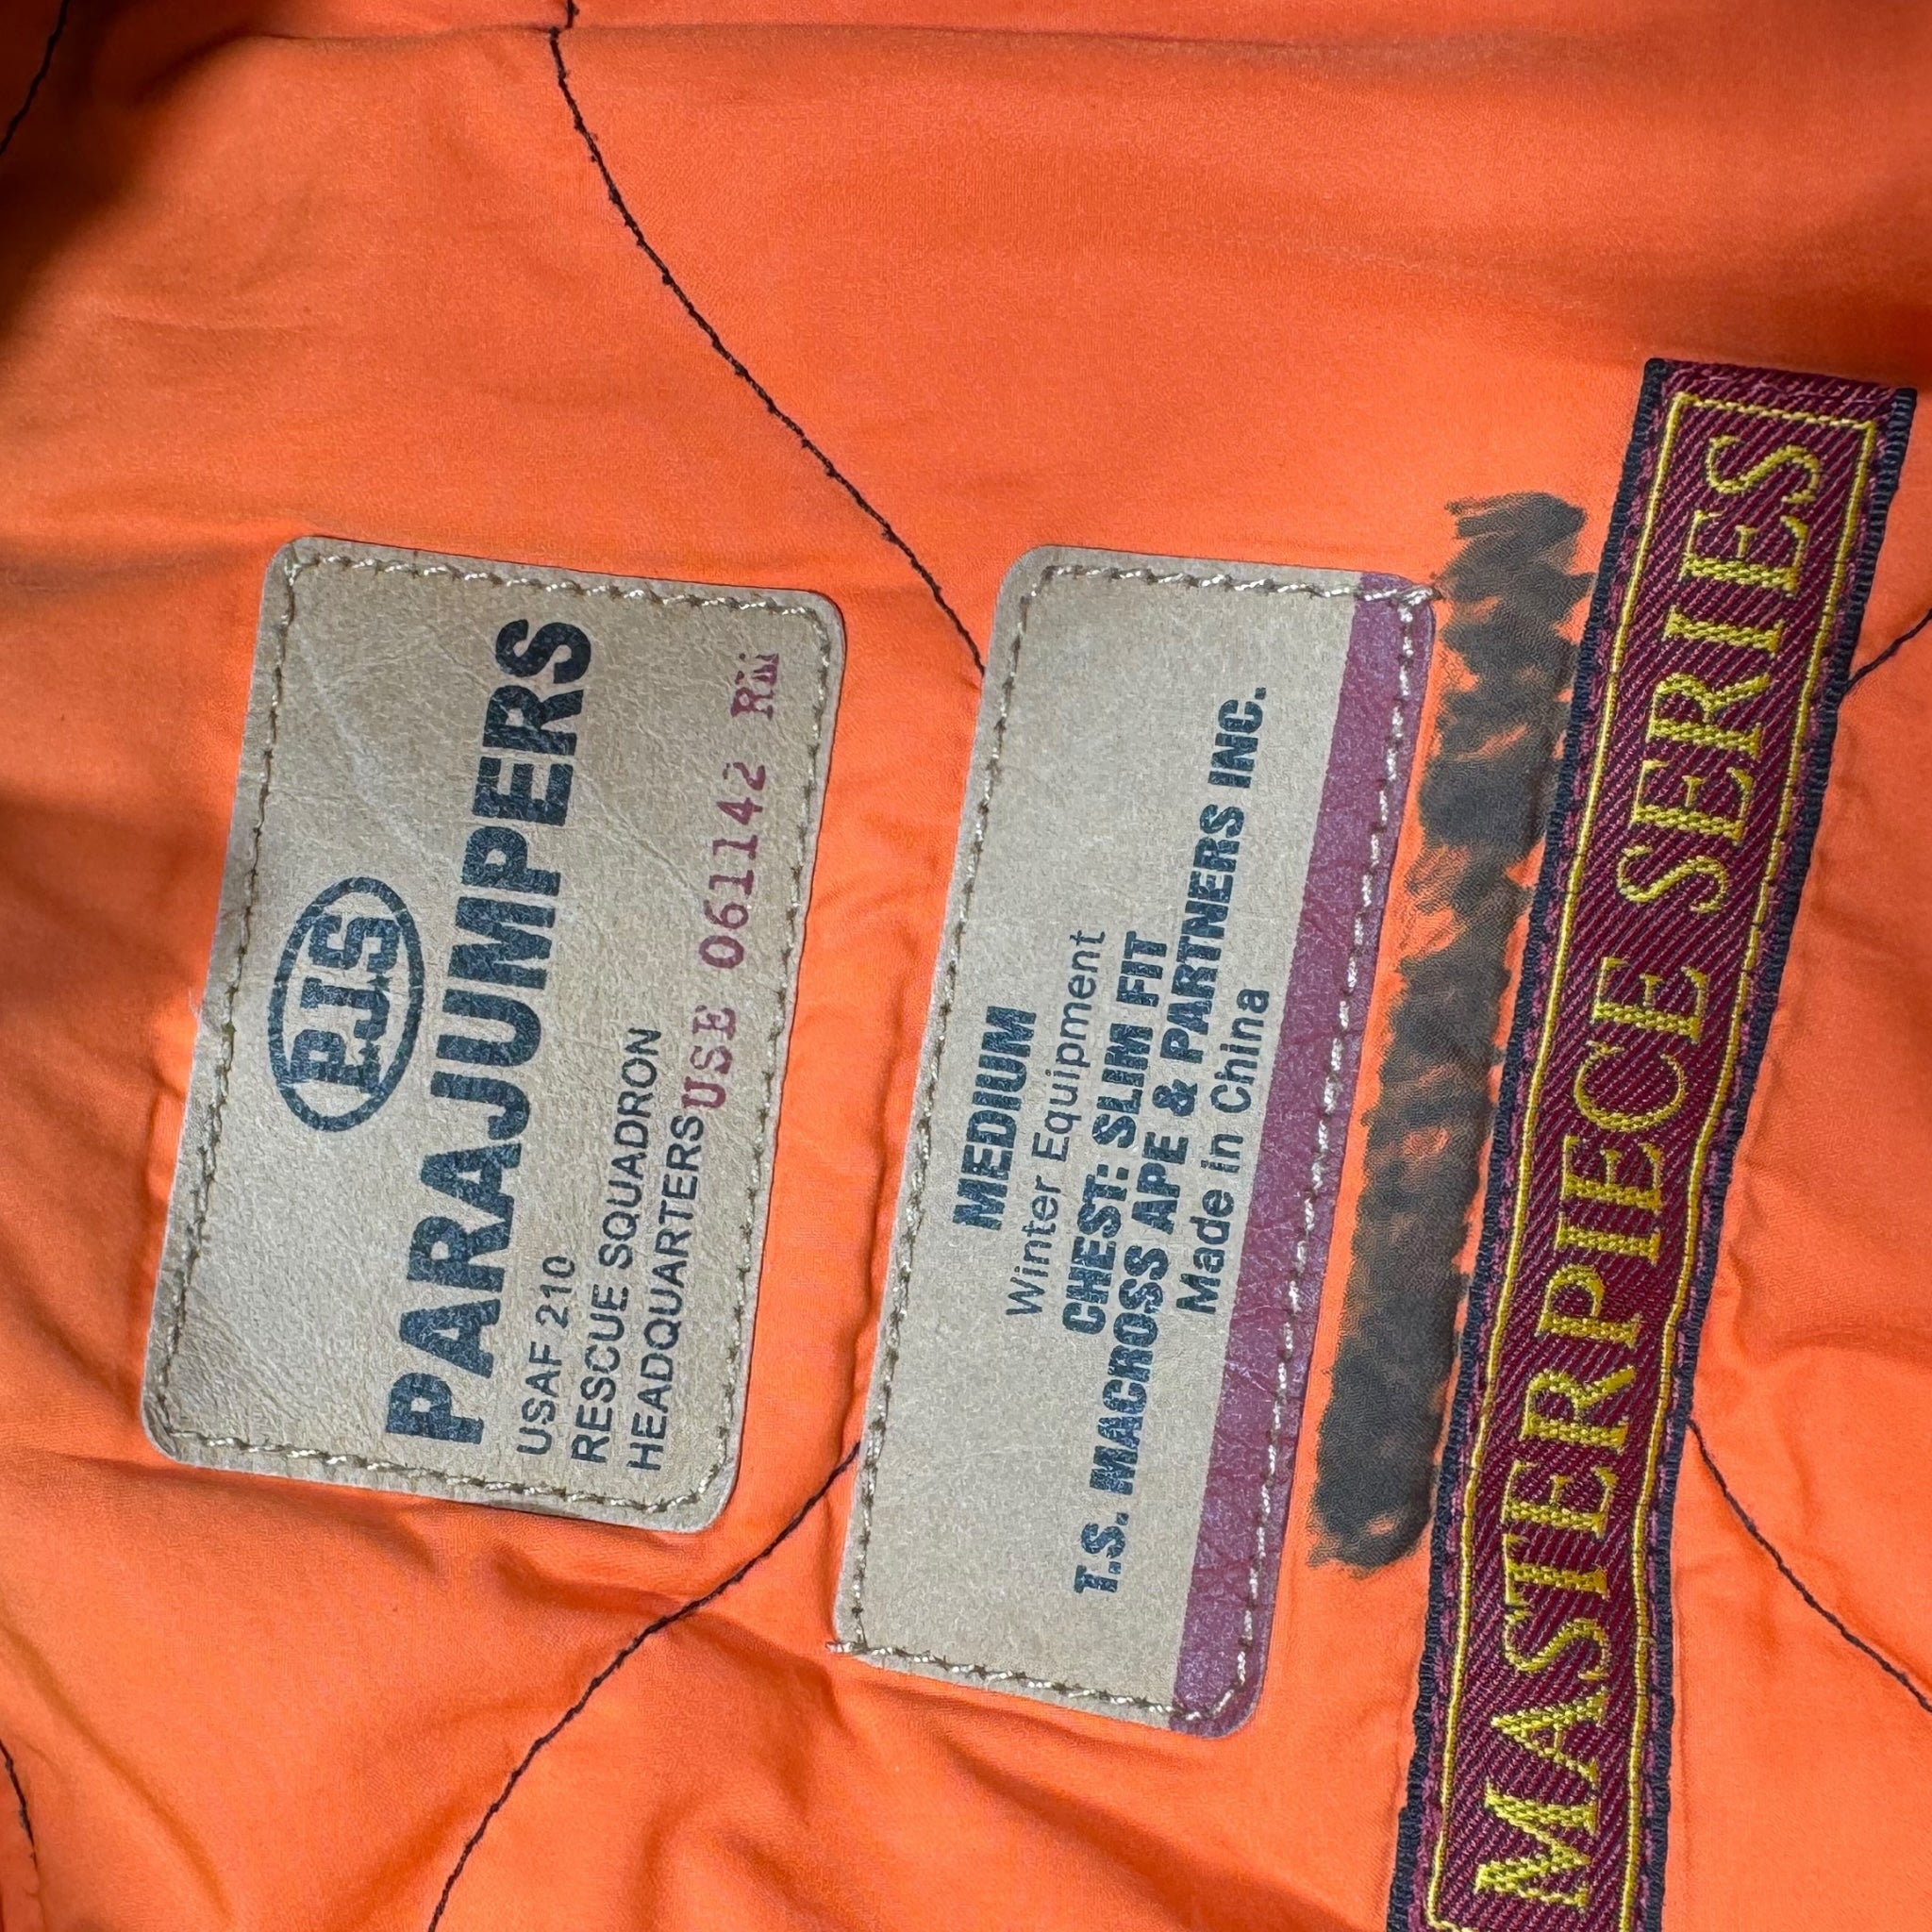 PJS
PARAJUMPERS
USAF 210
RESCUE SQUADRON
HEADQUARTERS
USE 061142 RW
MEDIUM
Winter Equipment
CHEST: SLIM FIT
T.S. MACROSS APE & PARTNERS INC.
Made in China
MASTERPIECE SERIES